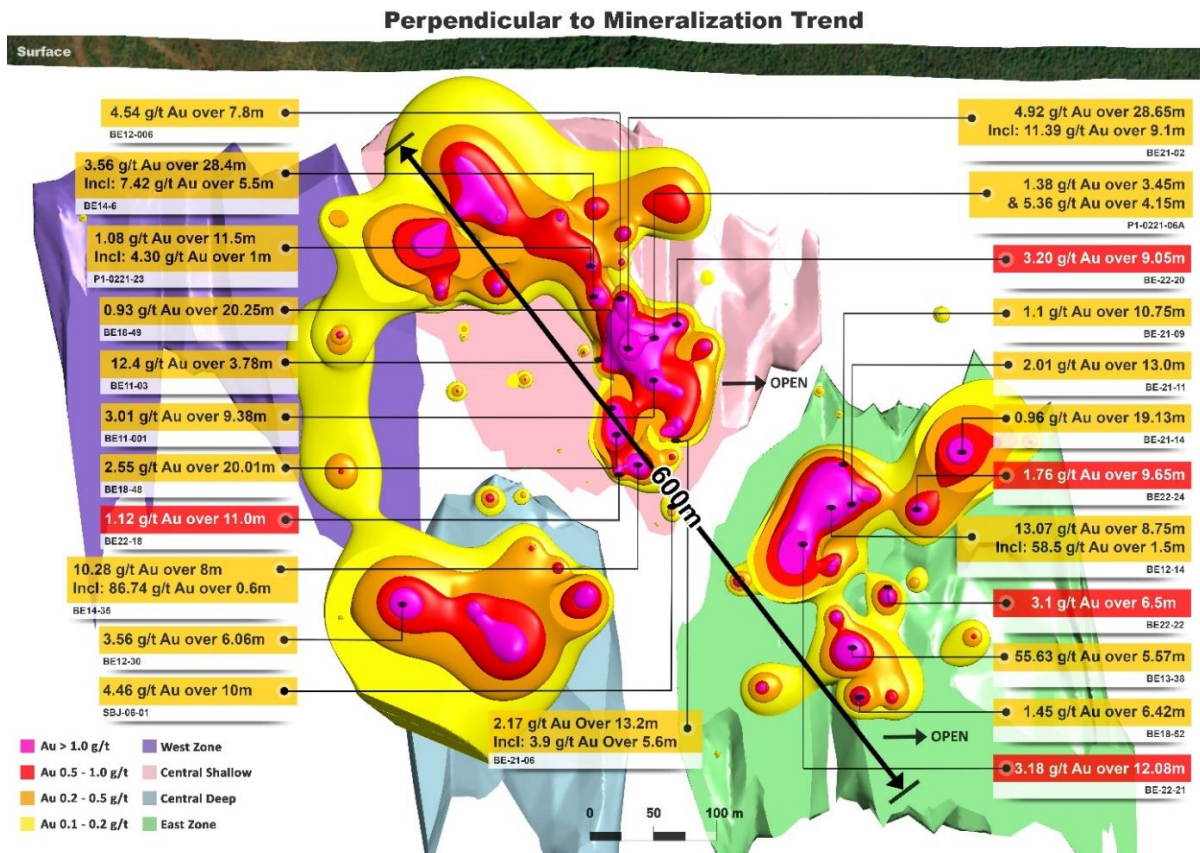 Perpendicular to Mineralization Trend
Surface
4.54 g/t Au over 7.8m
BE12-006
3.56 g/t Au over 28.4m
Incl: 7.42 g/t Au over 5.5m
BE14-6
1.08 g/t Au over 11.5m
Incl: 4.30 g/t Au over 1m
P1-0221-23
0.93 g/t Au over 20.25m
BE18-49
12.4 g/t Au over 3.78m
BE11-03
3.01 g/t Au over 9.38m
BE11-001
2.55 g/t Au over 20.01m
BE18-48
1.12 g/t Au over 11.0m
BE22-18
10.28 g/t Au over 8m
Incl: 86.74 g/t Au over 0.6m
BE14-35
3.56 g/t Au over 6.06m
BE12-30
4.46 g/t Au over 10m
SBJ-06-01
2.17 g/t Au Over 13.2m
Incl: 3.9 g/t Au Over 5.6m
BE-21-06
600m
OPEN
4.92 g/t Au over 28.65m
Incl: 11.39 g/t Au over 9.1m
BE21-02
1.38 g/t Au over 3.45m
& 5.36 g/t Au over 4.15m
P1-0221-06A
3.20 g/t Au over 9.05m
BE-22-20
1.1 g/t Au over 10.75m
BE-21-09
2.01 g/t Au over 13.0m
BE-21-11
0.96 g/t Au over 19.13m
BE-21-14
1.76 g/t Au over 9.65m
BE22-24
13.07 g/t Au over 8.75m
Incl: 58.5 g/t Au over 1.5m
BE12-14
3.1 g/t Au over 6.5m
BE22-22
55.63 g/t Au over 5.57m
BE13-38
1.45 g/t Au over 6.42m
BE18-52
OPEN
3.18 g/t Au over 12.08m
BE-22-21
Au > 1.0 g/t
Au 0.5 - 1.0 g/t
Au 0.2 - 0.5 g/t
Au 0.1 - 0.2 g/t
West Zone
Central Shallow
Central Deep
East Zone
0 50 100 m